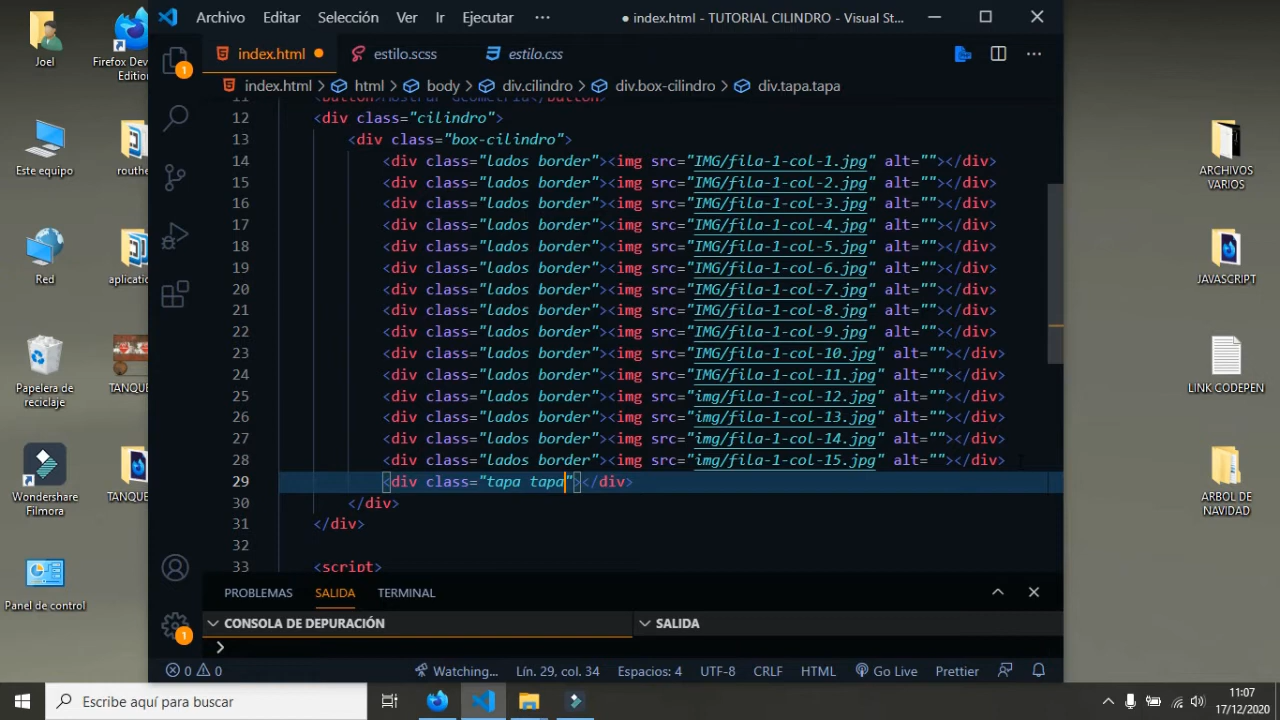 Archivo Editar Selección Ver Ir Ejecutar ··· ● index.html - TUTORIAL CILINDRO - Visual St...
index.html ● estilo.scss estilo.css
1
index.html > html > body > div.cilindro > div.box-cilindro > div.tapa.tapa
11 <button>Mostrar Geometria</button>
12 <div class="cilindro">
13 <div class="box-cilindro">
14 <div class="lados border"><img src="IMG/fila-1-col-1.jpg" alt=""></div>
15 <div class="lados border"><img src="IMG/fila-1-col-2.jpg" alt=""></div>
16 <div class="lados border"><img src="IMG/fila-1-col-3.jpg" alt=""></div>
17 <div class="lados border"><img src="IMG/fila-1-col-4.jpg" alt=""></div>
18 <div class="lados border"><img src="IMG/fila-1-col-5.jpg" alt=""></div>
19 <div class="lados border"><img src="IMG/fila-1-col-6.jpg" alt=""></div>
20 <div class="lados border"><img src="IMG/fila-1-col-7.jpg" alt=""></div>
21 <div class="lados border"><img src="IMG/fila-1-col-8.jpg" alt=""></div>
22 <div class="lados border"><img src="IMG/fila-1-col-9.jpg" alt=""></div>
23 <div class="lados border"><img src="IMG/fila-1-col-10.jpg" alt=""></div>
24 <div class="lados border"><img src="IMG/fila-1-col-11.jpg" alt=""></div>
25 <div class="lados border"><img src="img/fila-1-col-12.jpg" alt=""></div>
26 <div class="lados border"><img src="img/fila-1-col-13.jpg" alt=""></div>
27 <div class="lados border"><img src="img/fila-1-col-14.jpg" alt=""></div>
28 <div class="lados border"><img src="img/fila-1-col-15.jpg" alt=""></div>
29 <div class="tapa tapa"></div>
30 </div>
31 </div>
32
33 <script>
PROBLEMAS SALIDA TERMINAL
CONSOLA DE DEPURACIÓN SALIDA
>
1
0 0 Watching... Lín. 29, col. 34 Espacios: 4 UTF-8 CRLF HTML Go Live Prettier
Joel
Firefox Dev
Edition
Este equipo
routhe
Red
aplicatio
Papelera de
reciclaje
TANQUE
Wondershare
Filmora
TANQUE
Panel de control
ARCHIVOS
VARIOS
JAVASCRIPT
LINK CODEPEN
ARBOL DE
NAVIDAD
Escribe aquí para buscar
11:07
17/12/2020